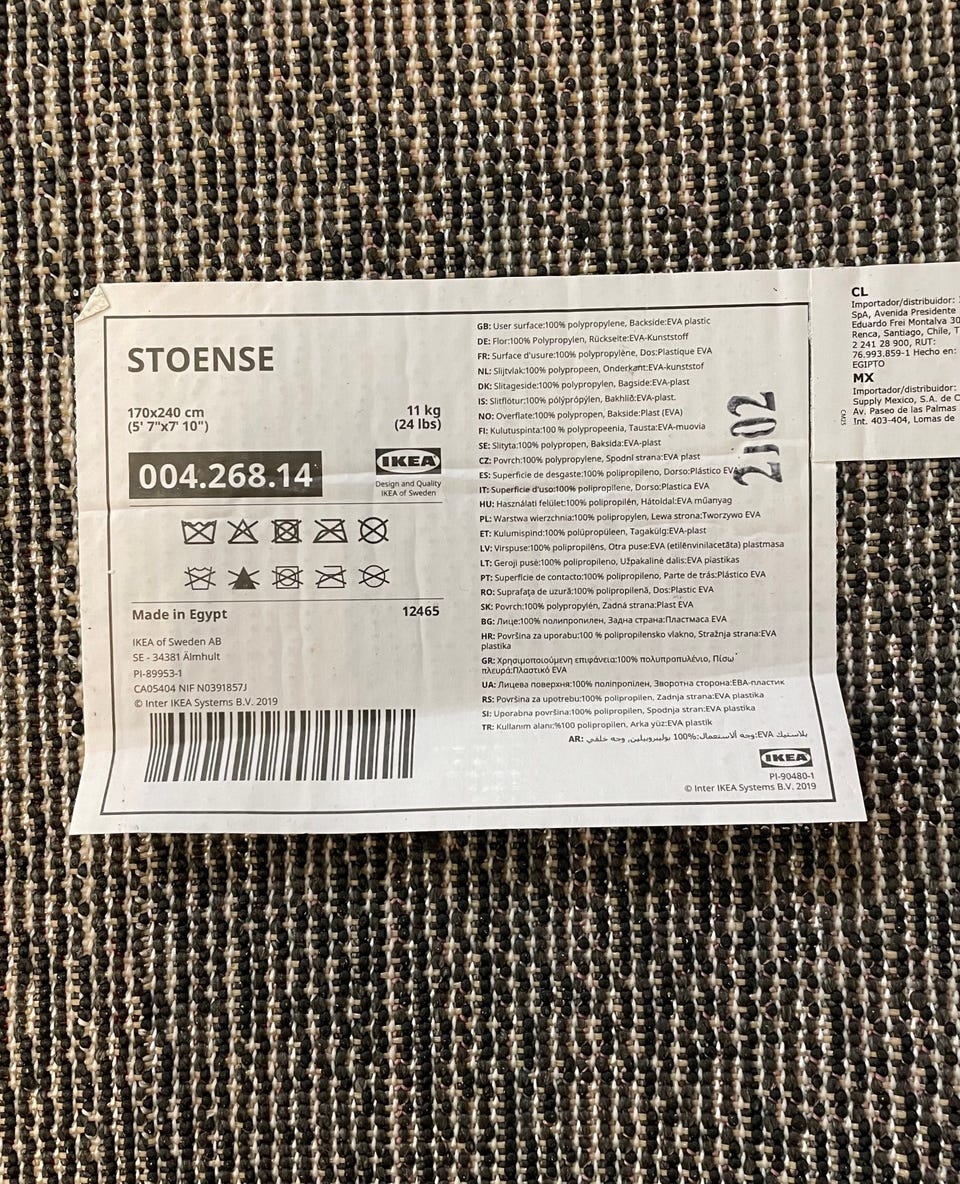 STOENSE
170x240 cm
(5' 7"x7' 10")
11 kg
(24 lbs)
004.268.14
IKEA
Design and Quality
IKEA of Sweden
Made in Egypt
12465
IKEA of Sweden AB
SE - 34381 Älmhult
PI-89953-1
CA05404 NIF N0391857J
© Inter IKEA Systems B.V. 2019
GB: User surface:100% polypropylene, Backside:EVA plastic
DE: Flor:100% Polypropylen, Rückseite:EVA-Kunststoff
FR: Surface d'usure:100% polypropylène, Dos:Plastique EVA
NL: Slijtvlak:100% polypropeen, Onderkant:EVA-kunststof
DK: Slitageside:100% polypropylen, Bagside:EVA-plast
IS: Slitflötur:100% pólýprópýlen, Bakhlið:EVA-plast.
NO: Overflate:100% polypropen, Bakside:Plast (EVA)
FI: Kulutuspinta:100 % polypropeenia, Tausta:EVA-muovia
SE: Slityta:100% polypropen, Baksida:EVA-plast
CZ: Povrch:100% polypropylene, Spodní strana:EVA plast
ES: Superficie de desgaste:100% polipropileno, Dorso:Plástico EVA
IT: Superficie d'uso:100% polipropilene, Dorso:Plastica EVA
HU: Használati felület:100% polipropilén, Hátoldal:EVA műanyag
PL: Warstwa wierzchnia:100% polipropylen, Lewa strona:Tworzywo EVA
ET: Kulumispind:100% polüpropüleen, Tagakülg:EVA-plast
LV: Virspuse:100% polipropilēns, Otra puse:EVA (etilēnvinilacetāta) plastmasa
LT: Geroji pusė:100% polipropileno, Užpakalinė dalis:EVA plastikas
PT: Superfície de contacto:100% polipropileno, Parte de trás:Plástico EVA
RO: Suprafaţa de uzură:100% polipropilenă, Dos:Plastic EVA
SK: Povrch:100% polypropylén, Zadná strana:Plast EVA
BG: Лице:100% полипропилен, Задна страна:Пластмаса EVA
HR: Površina za uporabu:100 % polipropilensko vlakno, Stražnja strana:EVA
plastika
GR: Χρησιμοποιούμενη επιφάνεια:100% πολυπροπυλένιο, Πίσω
πλευρά:Πλαστικό EVA
UA: Лицева поверхня:100% поліпропілен, Зворотна сторона:ЕВА-пластик
RS: Površina za upotrebu:100% polipropilen, Zadnja strana:EVA plastika
SI: Uporabna površina:100% polipropilen, Spodnja stran:EVA plastika
TR: Kullanım alanı:%100 polipropilen, Arka yüz:EVA plastik
AR: وجه ألاستعمال:100% بوليبروبيلين, وجه خلفي:EVA بلاستيك
IKEA
PI-90480-1
© Inter IKEA Systems B.V. 2019
2102
CL
Importador/distribuidor:
SpA, Avenida Presidente
Eduardo Frei Montalva 30
Renca, Santiago, Chile, T
2 241 28 900, RUT:
76.993.859-1 Hecho en:
EGIPTO
MX
Importador/distribuidor:
Supply Mexico, S.A. de C
Av. Paseo de las Palmas
Int. 403-404, Lomas de